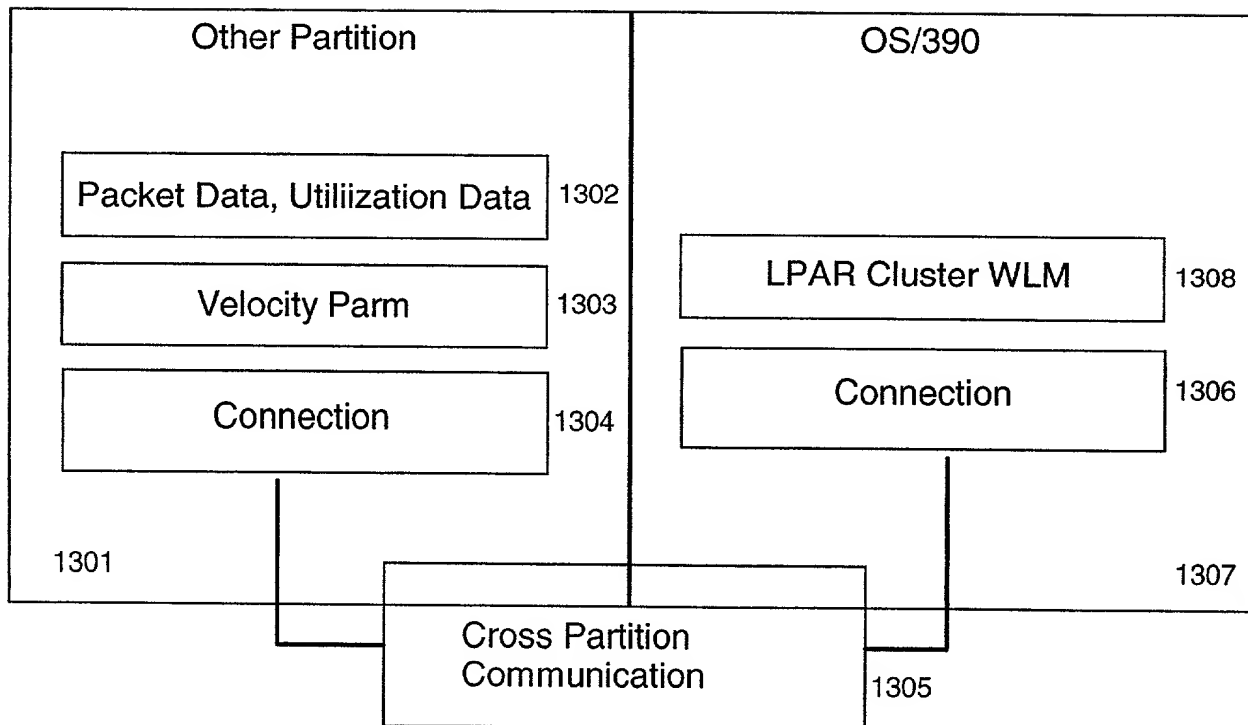 Other Partition
OS/390
Packet Data, Utiliization Data
1302
Velocity Parm
1303
Connection
1304
LPAR Cluster WLM
1308
Connection
1306
1301
1307
Cross Partition
Communication
1305